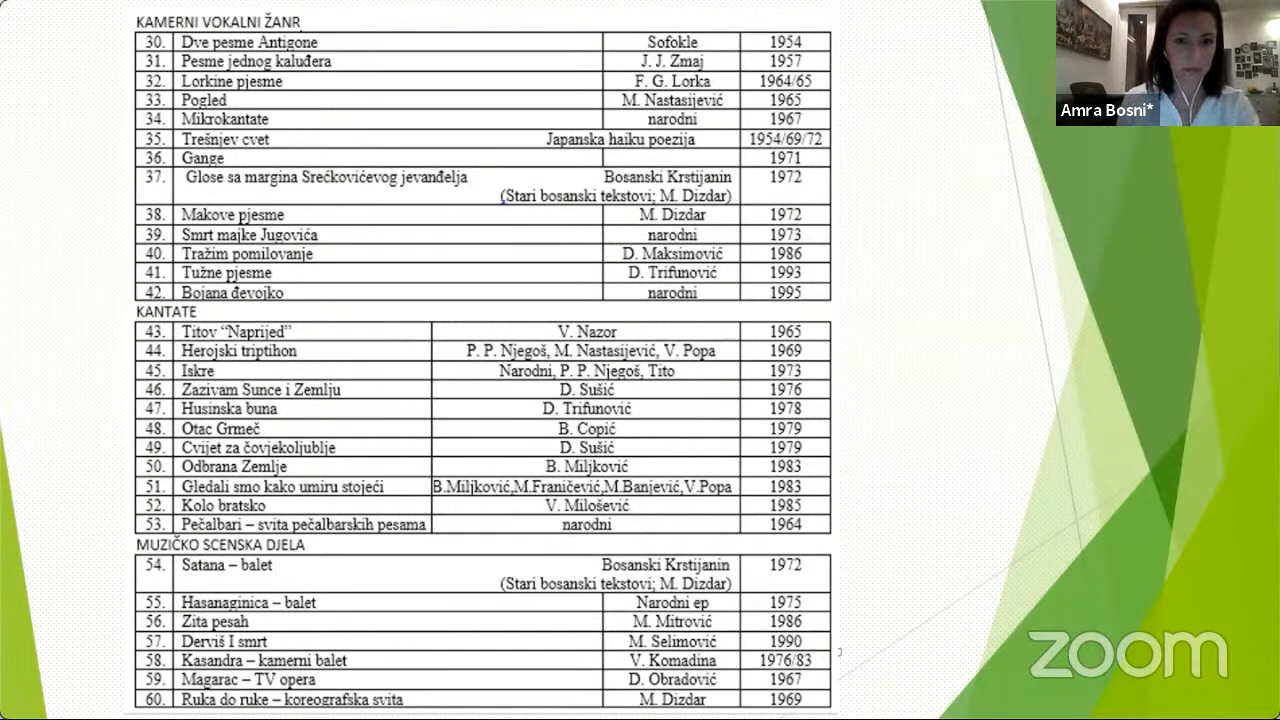 KAMERNI VOKALNI ŽANR
30. Dve pesme Antigone Sofokle 1954
31. Pesme jednog kaluđera J. J. Zmaj 1957
32. Lorkine pjesme F. G. Lorka 1964/65
33. Pogled M. Nastasijević 1965
34. Mikrokantate narodni 1967
35. Trešnjev cvet Japanska haiku poezija 1954/69/72
36. Gange 1971
37. Glose sa margina Srećkovićevog jevanđelja Bosanski Krstijanin 1972
(Stari bosanski tekstovi; M. Dizdar)
38. Makove pjesme M. Dizdar 1972
39. Smrt majke Jugovića narodni 1973
40. Tražim pomilovanje D. Maksimović 1986
41. Tužne pjesme D. Trifunović 1993
42. Bojana đevojko narodni 1995
KANTATE
43. Titov “Naprijed” V. Nazor 1965
44. Herojski triptihon P. P. Njegoš, M. Nastasijević, V. Popa 1969
45. Iskre Narodni, P. P. Njegoš, Tito 1973
46. Zazivam Sunce i Zemlju D. Sušić 1976
47. Husinska buna D. Trifunović 1978
48. Otac Grmeč B. Copić 1979
49. Cvijet za čovjekoljublje D. Sušić 1979
50. Odbrana Zemlje B. Miljković 1983
51. Gledali smo kako umiru stojeći B.Miljković,M.Franičević,M.Banjević,V.Popa 1983
52. Kolo bratsko V. Milošević 1985
53. Pečalbari – svita pečalbarskih pesama narodni 1964
MUZIČKO SCENSKA DJELA
54. Satana – balet Bosanski Krstijanin 1972
(Stari bosanski tekstovi; M. Dizdar)
55. Hasanaginica – balet Narodni ep 1975
56. Zita pesah M. Mitrović 1986
57. Derviš I smrt M. Selimović 1990
58. Kasandra – kamerni balet V. Komadina 1976/83
59. Magarac – TV opera D. Obradović 1967
60. Ruka do ruke – koreografska svita M. Dizdar 1969
Amra Bosni*
zoom